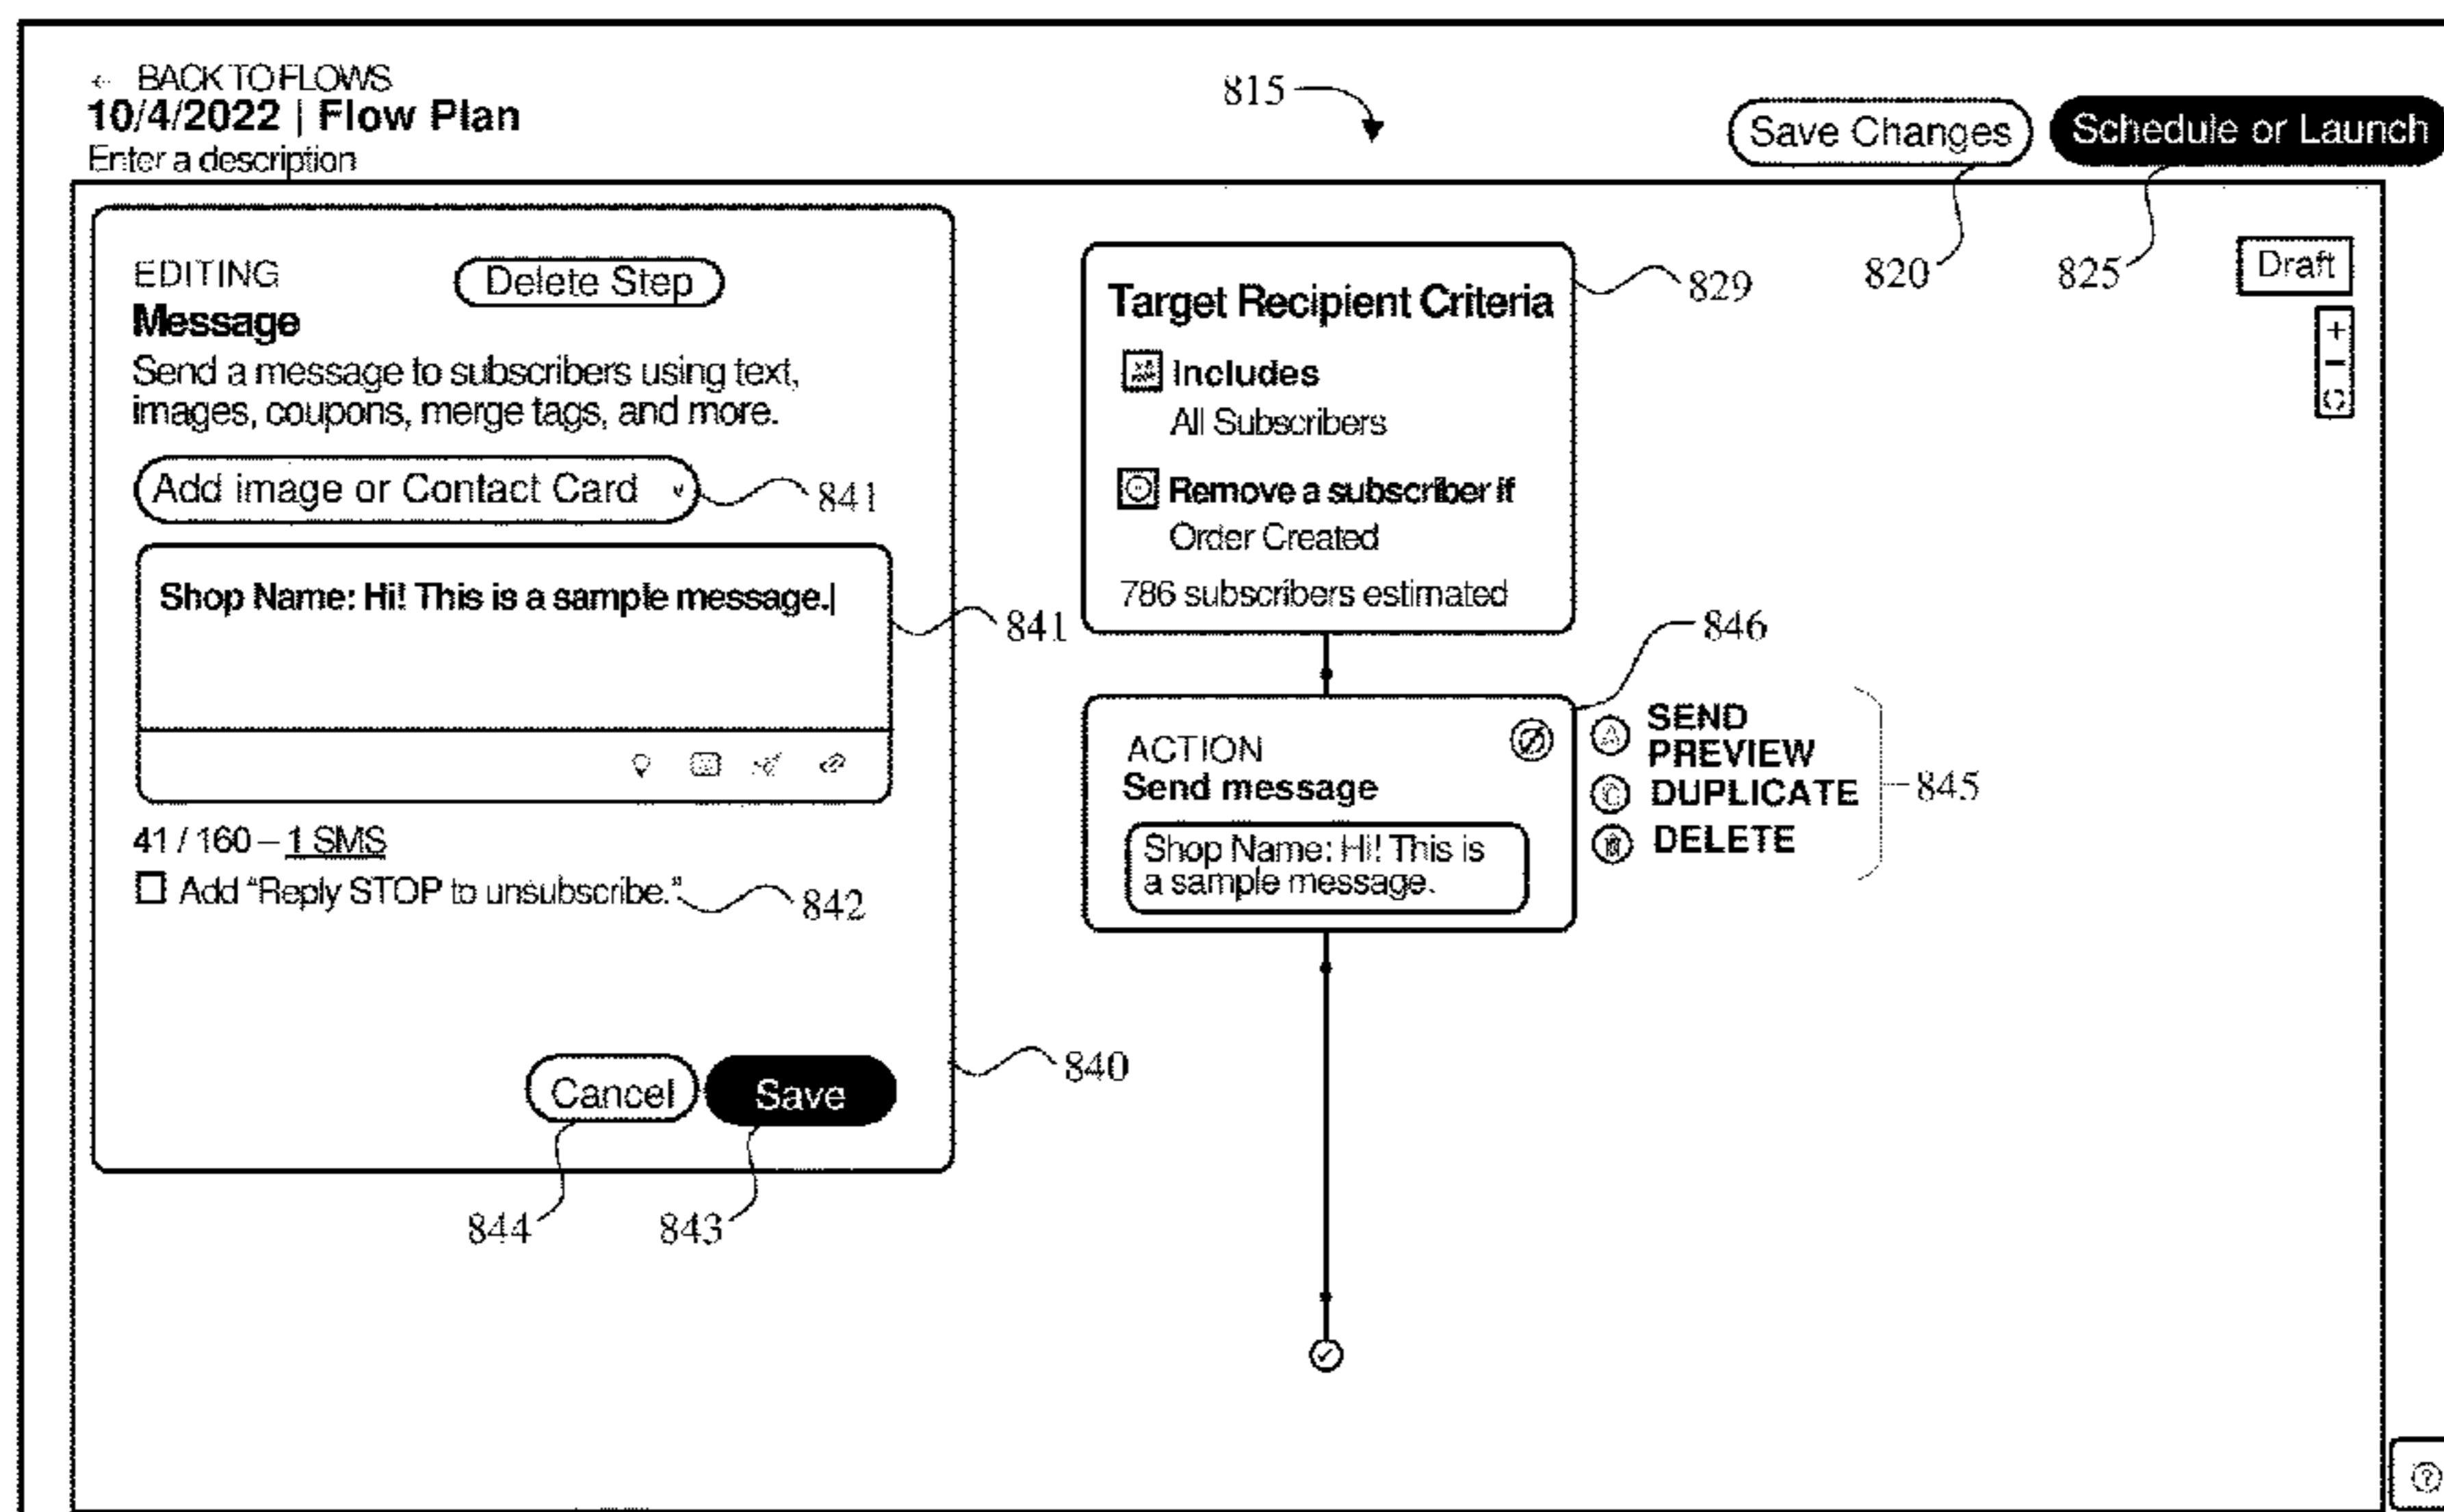 ← BACK TO FLOWS
10/4/2022 | Flow Plan
Enter a description
815
Save Changes
Schedule or Launch
820
825
Draft
+
−
EDITING
Delete Step
Message
Send a message to subscribers using text,
images, coupons, merge tags, and more.
Add image or Contact Card
841
Shop Name: Hi! This is a sample message.
841
41 / 160 – 1 SMS
Add “Reply STOP to unsubscribe.”
842
Cancel
Save
840
844
843
Target Recipient Criteria
829
Includes
All Subscribers
Remove a subscriber if
Order Created
786 subscribers estimated
846
ACTION
Send message
Shop Name: Hi! This is
a sample message.
SEND
PREVIEW
DUPLICATE
DELETE
845
?